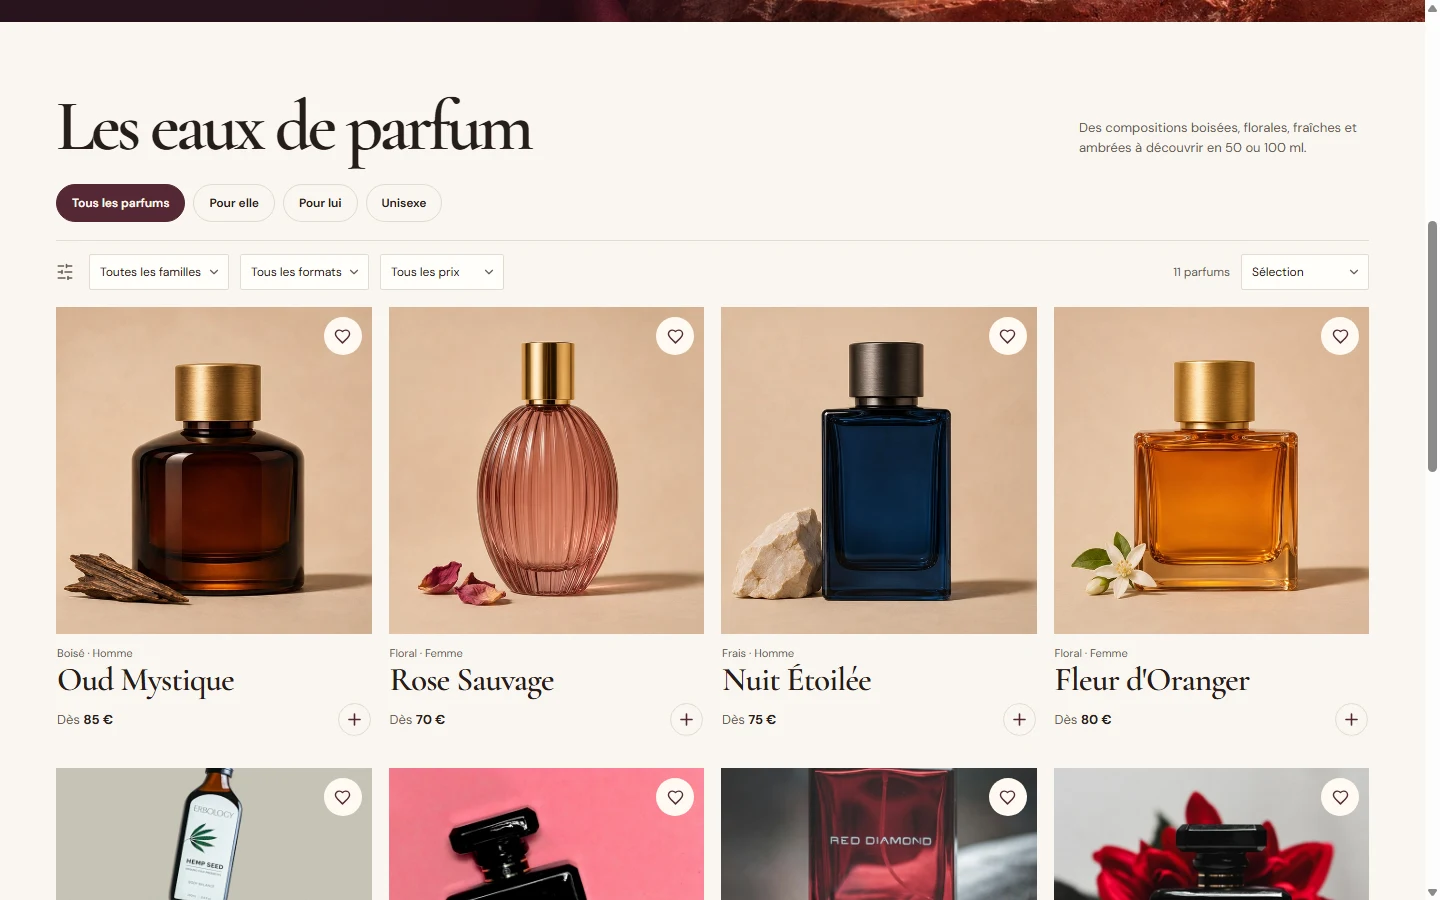 Les eaux de parfum
Des compositions boisées, florales, fraîches et
ambrées à découvrir en 50 ou 100 ml.
Tous les parfums
Pour elle
Pour lui
Unisexe
Toutes les familles
Tous les formats
Tous les prix
11 parfums
Sélection
Boisé · Homme
Oud Mystique
Dès 85 €
Floral · Femme
Rose Sauvage
Dès 70 €
Frais · Homme
Nuit Étoilée
Dès 75 €
Floral · Femme
Fleur d'Oranger
Dès 80 €
ERBOLOGY
HEMP SEED
RED DIAMOND